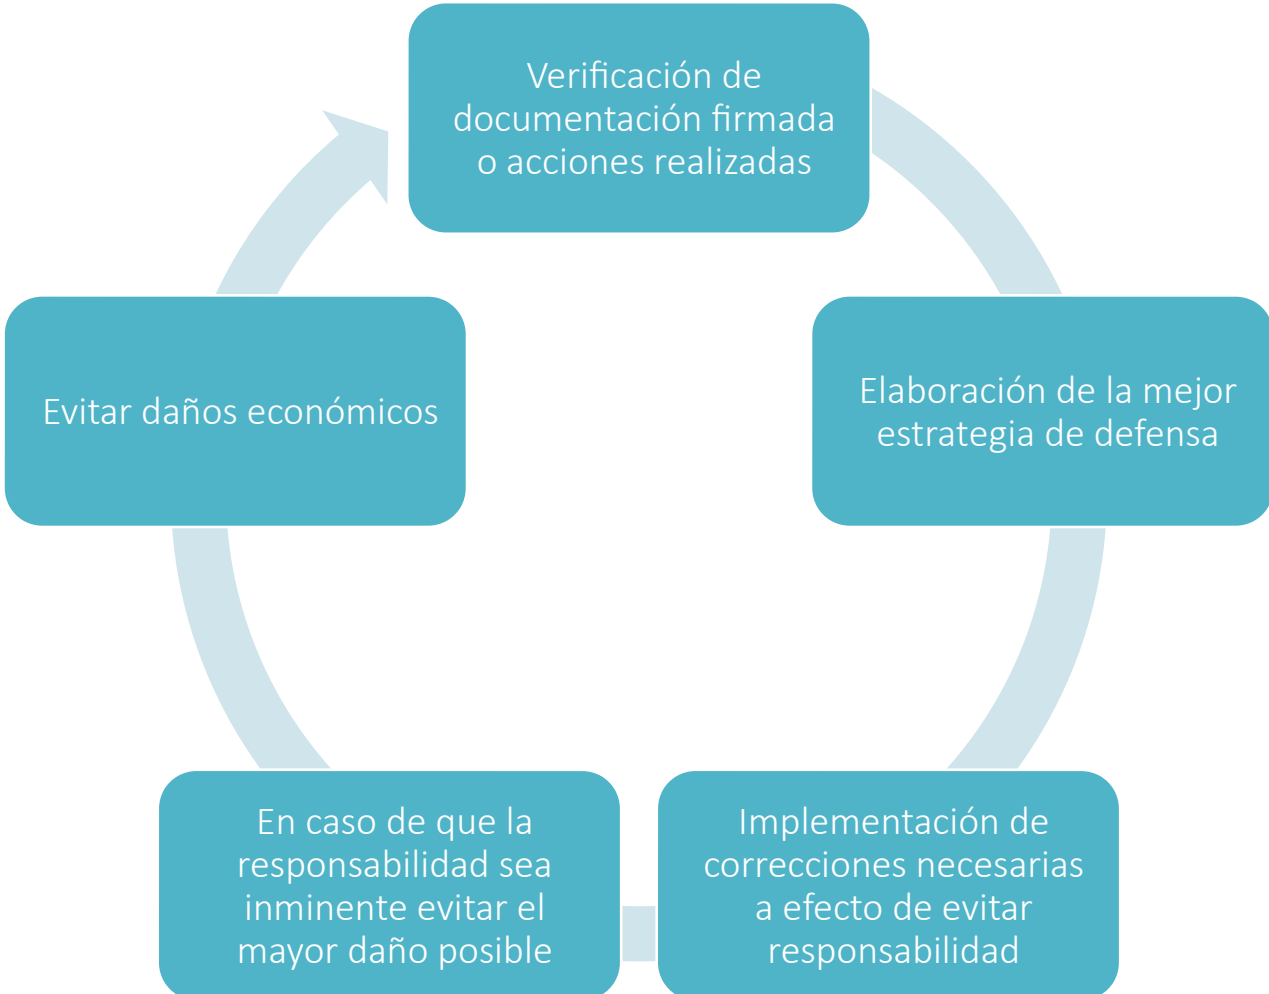 Verificación de
documentación firmada
o acciones realizadas
Elaboración de la mejor
estrategia de defensa
Implementación de
correcciones necesarias
a efecto de evitar
responsabilidad
En caso de que la
responsabilidad sea
inminente evitar el
mayor daño posible
Evitar daños económicos